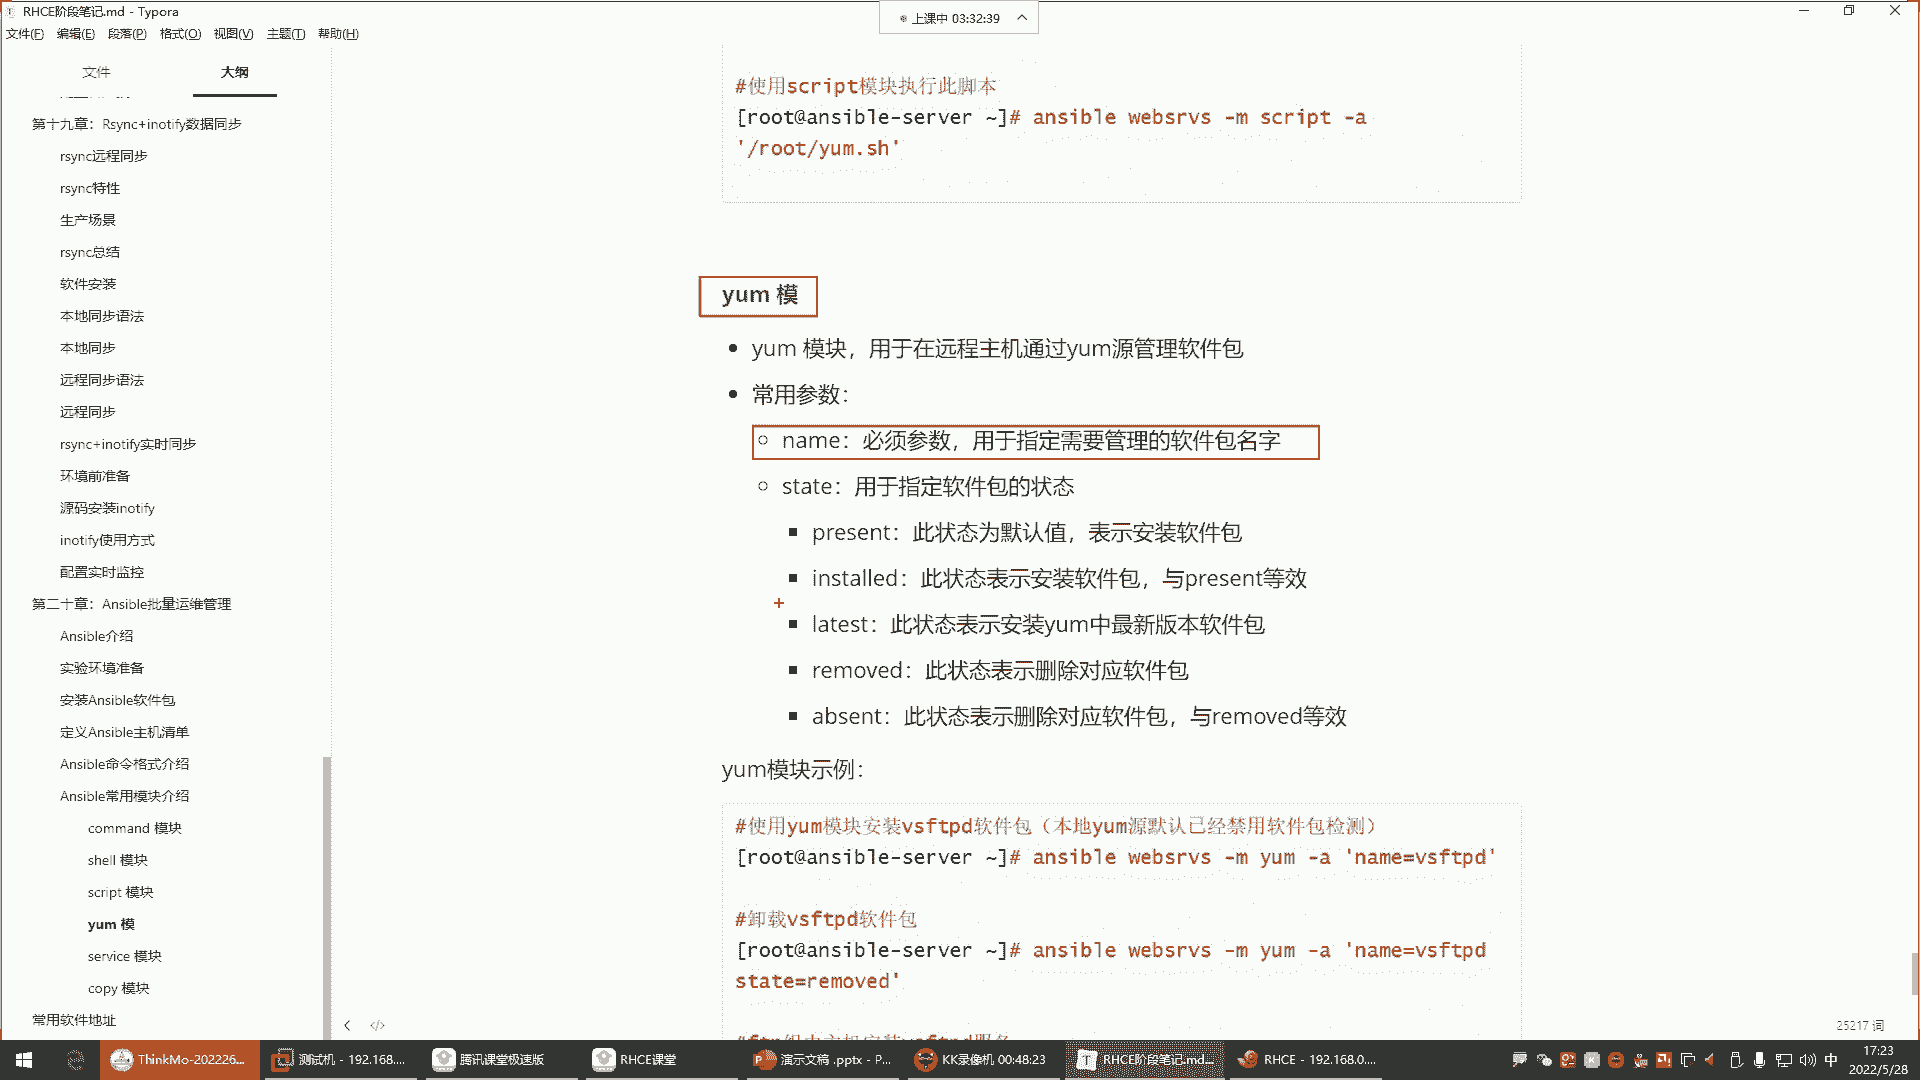 RHCE阶段笔记.md - Typora
上课中 03:32:39
文件(F) 编辑(E) 段落(P) 格式(O) 视图(V) 主题(T) 帮助(H)
文件 大纲
第十九章：Rsync+inotify数据同步
rsync远程同步
rsync特性
生产场景
rsync总结
软件安装
本地同步语法
本地同步
远程同步语法
远程同步
rsync+inotify实时同步
环境前准备
源码安装inotify
inotify使用方式
配置实时监控
第二十章：Ansible批量运维管理
Ansible介绍
实验环境准备
安装Ansible软件包
定义Ansible主机清单
Ansible命令格式介绍
Ansible常用模块介绍
command 模块
shell 模块
script 模块
yum 模
service 模块
copy 模块
常用软件地址
#使用script模块执行此脚本
[root@ansible-server ~]# ansible websrvs -m script -a
'/root/yum.sh'
yum 模
yum 模块，用于在远程主机通过yum源管理软件包
常用参数：
name：必须参数，用于指定需要管理的软件包名字
state：用于指定软件包的状态
present：此状态为默认值，表示安装软件包
installed：此状态表示安装软件包，与present等效
latest：此状态表示安装yum中最新版本软件包
removed：此状态表示删除对应软件包
absent：此状态表示删除对应软件包，与removed等效
yum模块示例：
#使用yum模块安装vsftpd软件包（本地yum源默认已经禁用软件包检测）
[root@ansible-server ~]# ansible websrvs -m yum -a 'name=vsftpd'
#卸载vsftpd软件包
[root@ansible-server ~]# ansible websrvs -m yum -a 'name=vsftpd
state=removed'
25217 词
ThinkMo-202226... 测试机 - 192.168.... 腾讯课堂极速版 RHCE课堂 演示文稿 .pptx - P... KK录像机 00:48:23 RHCE阶段笔记.md... RHCE - 192.168.0.... 中 17:23
2022/5/28